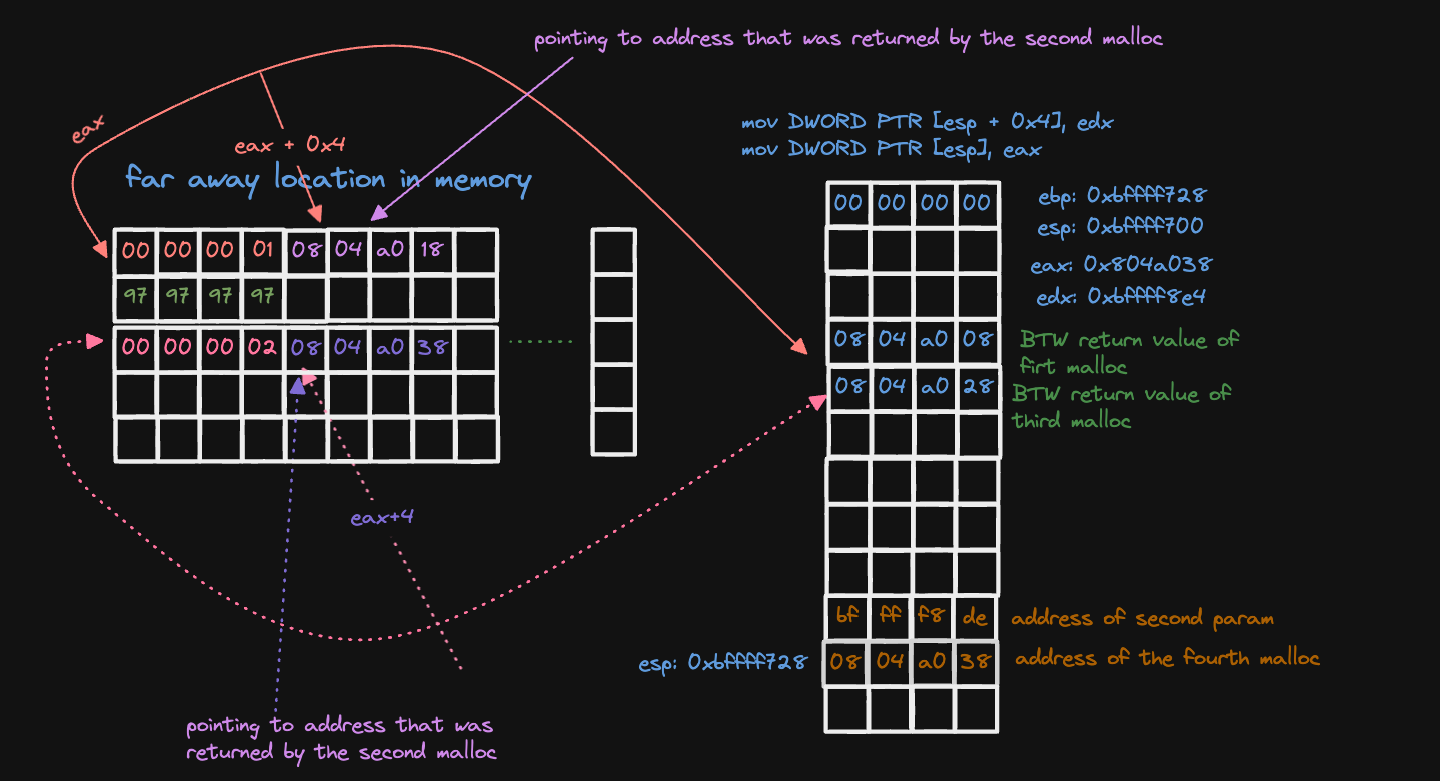 pointing to address that was returned by the second malloc
eax
eax + 0x4
far away location in memory
00 00 00 01 08 04 a0 18
97 97 97 97
00 00 00 02 08 04 a0 38
eax+4
pointing to address that was
returned by the second malloc
mov DWORD PTR [esp + 0x4], edx
mov DWORD PTR [esp], eax
00 00 00 00
ebp: 0xbffff728
esp: 0xbffff700
eax: 0x804a038
edx: 0xbffff8e4
08 04 a0 08
BTW return value of
firt malloc
08 04 a0 28
BTW return value of
third malloc
bf ff f8 de
address of second param
esp: 0xbffff728
08 04 a0 38
address of the fourth malloc